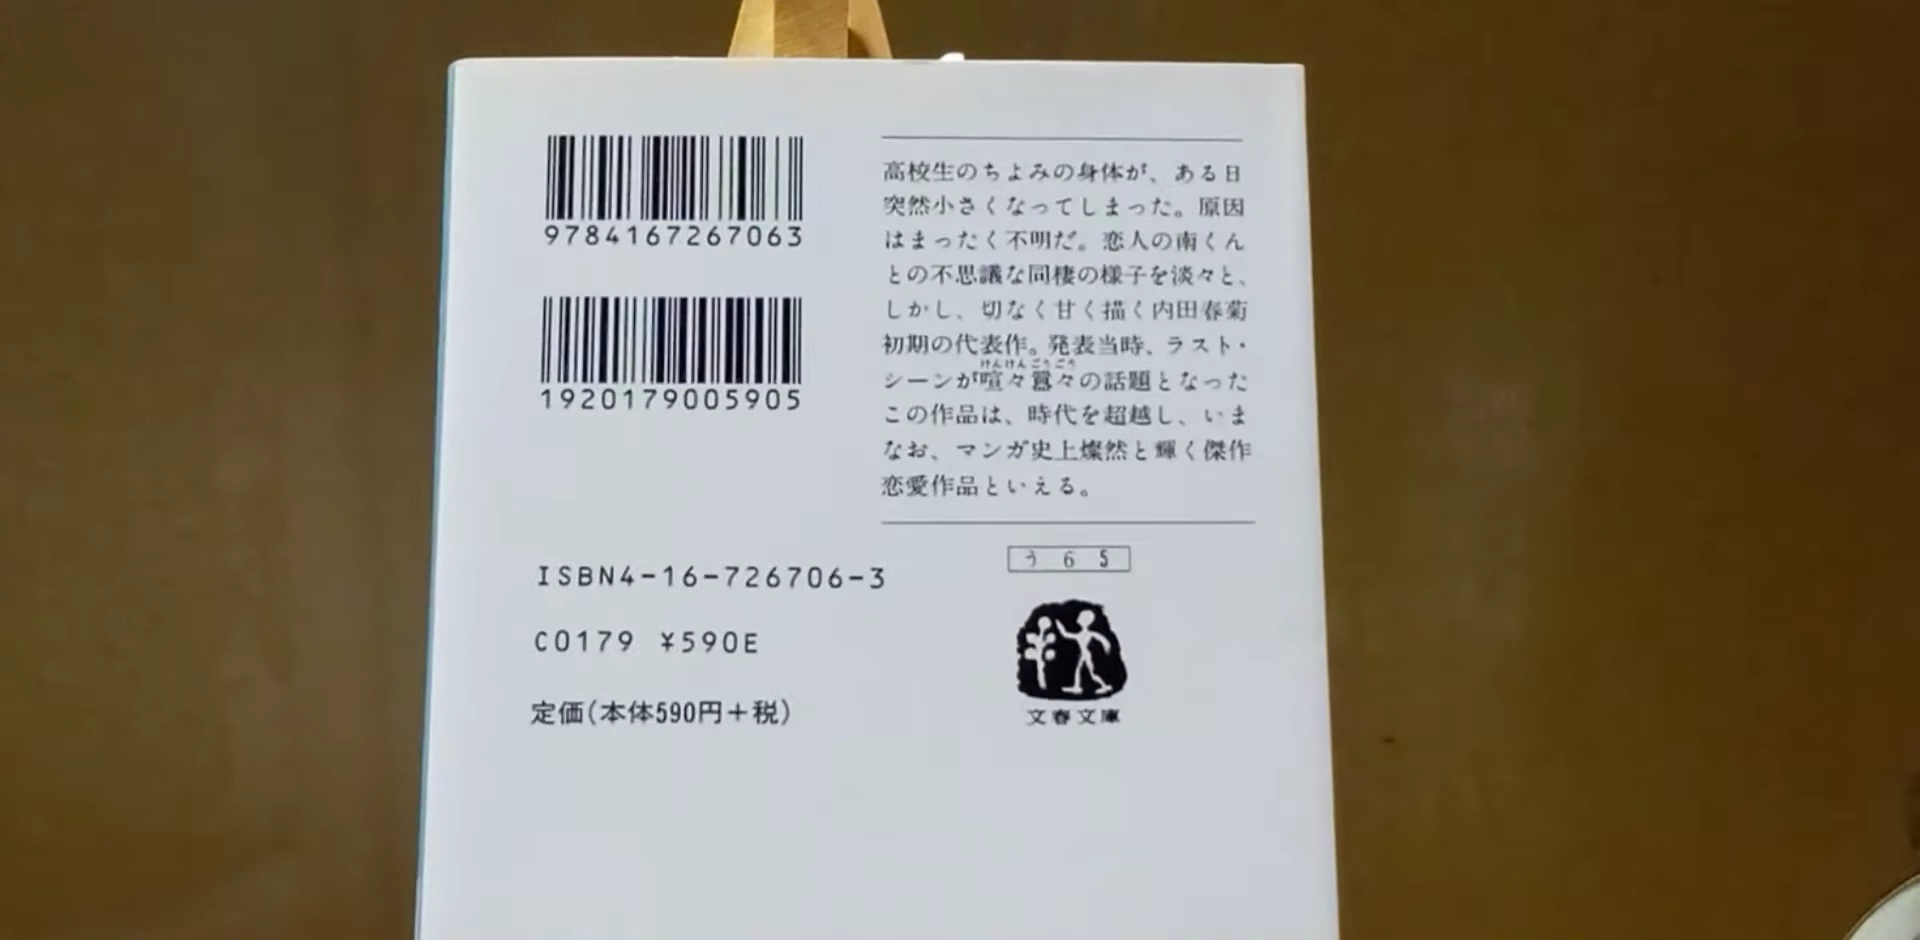 9784167267063
1920179005905
ISBN4-16-726706-3
C0179 ¥590E
定価(本体590円+税)
高校生のちよみの身体が、ある日
突然小さくなってしまった。原因
はまったく不明だ。恋人の南くん
との不思議な同棲の様子を淡々と、
しかし、切なく甘く描く内田春菊
初期の代表作。発表当時、ラスト・
けんけんごうごう
シーンが喧々囂々の話題となった
この作品は、時代を超越し、いま
なお、マンガ史上燦然と輝く傑作
恋愛作品といえる。
う 6 5
文春文庫